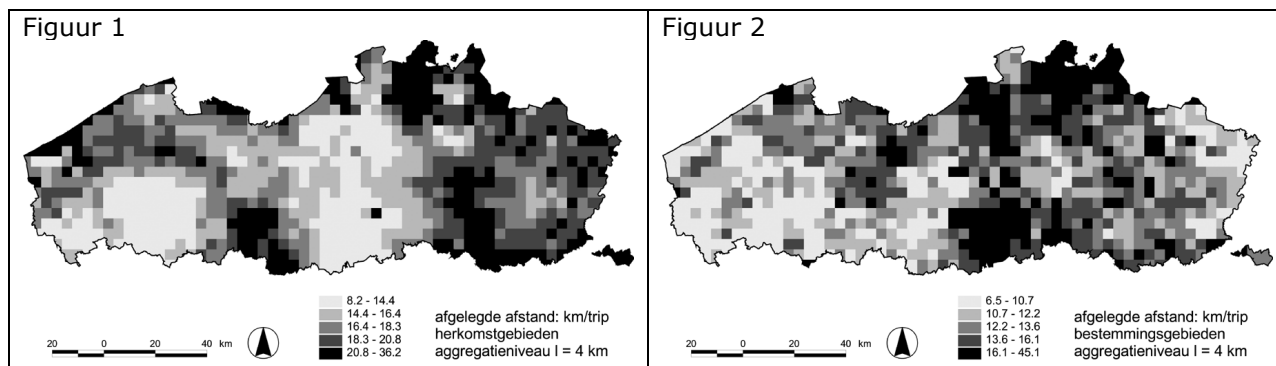 Figuur 1
8.2 - 14.4
14.4 - 16.4
16.4 - 18.3
18.3 - 20.8
20.8 - 36.2
afgelegde afstand: km/trip
herkomstgebieden
aggregatieniveau l = 4 km
20 0 20 40 km
Figuur 2
6.5 - 10.7
10.7 - 12.2
12.2 - 13.6
13.6 - 16.1
16.1 - 45.1
afgelegde afstand: km/trip
bestemmingsgebieden
aggregatieniveau l = 4 km
20 0 20 40 km